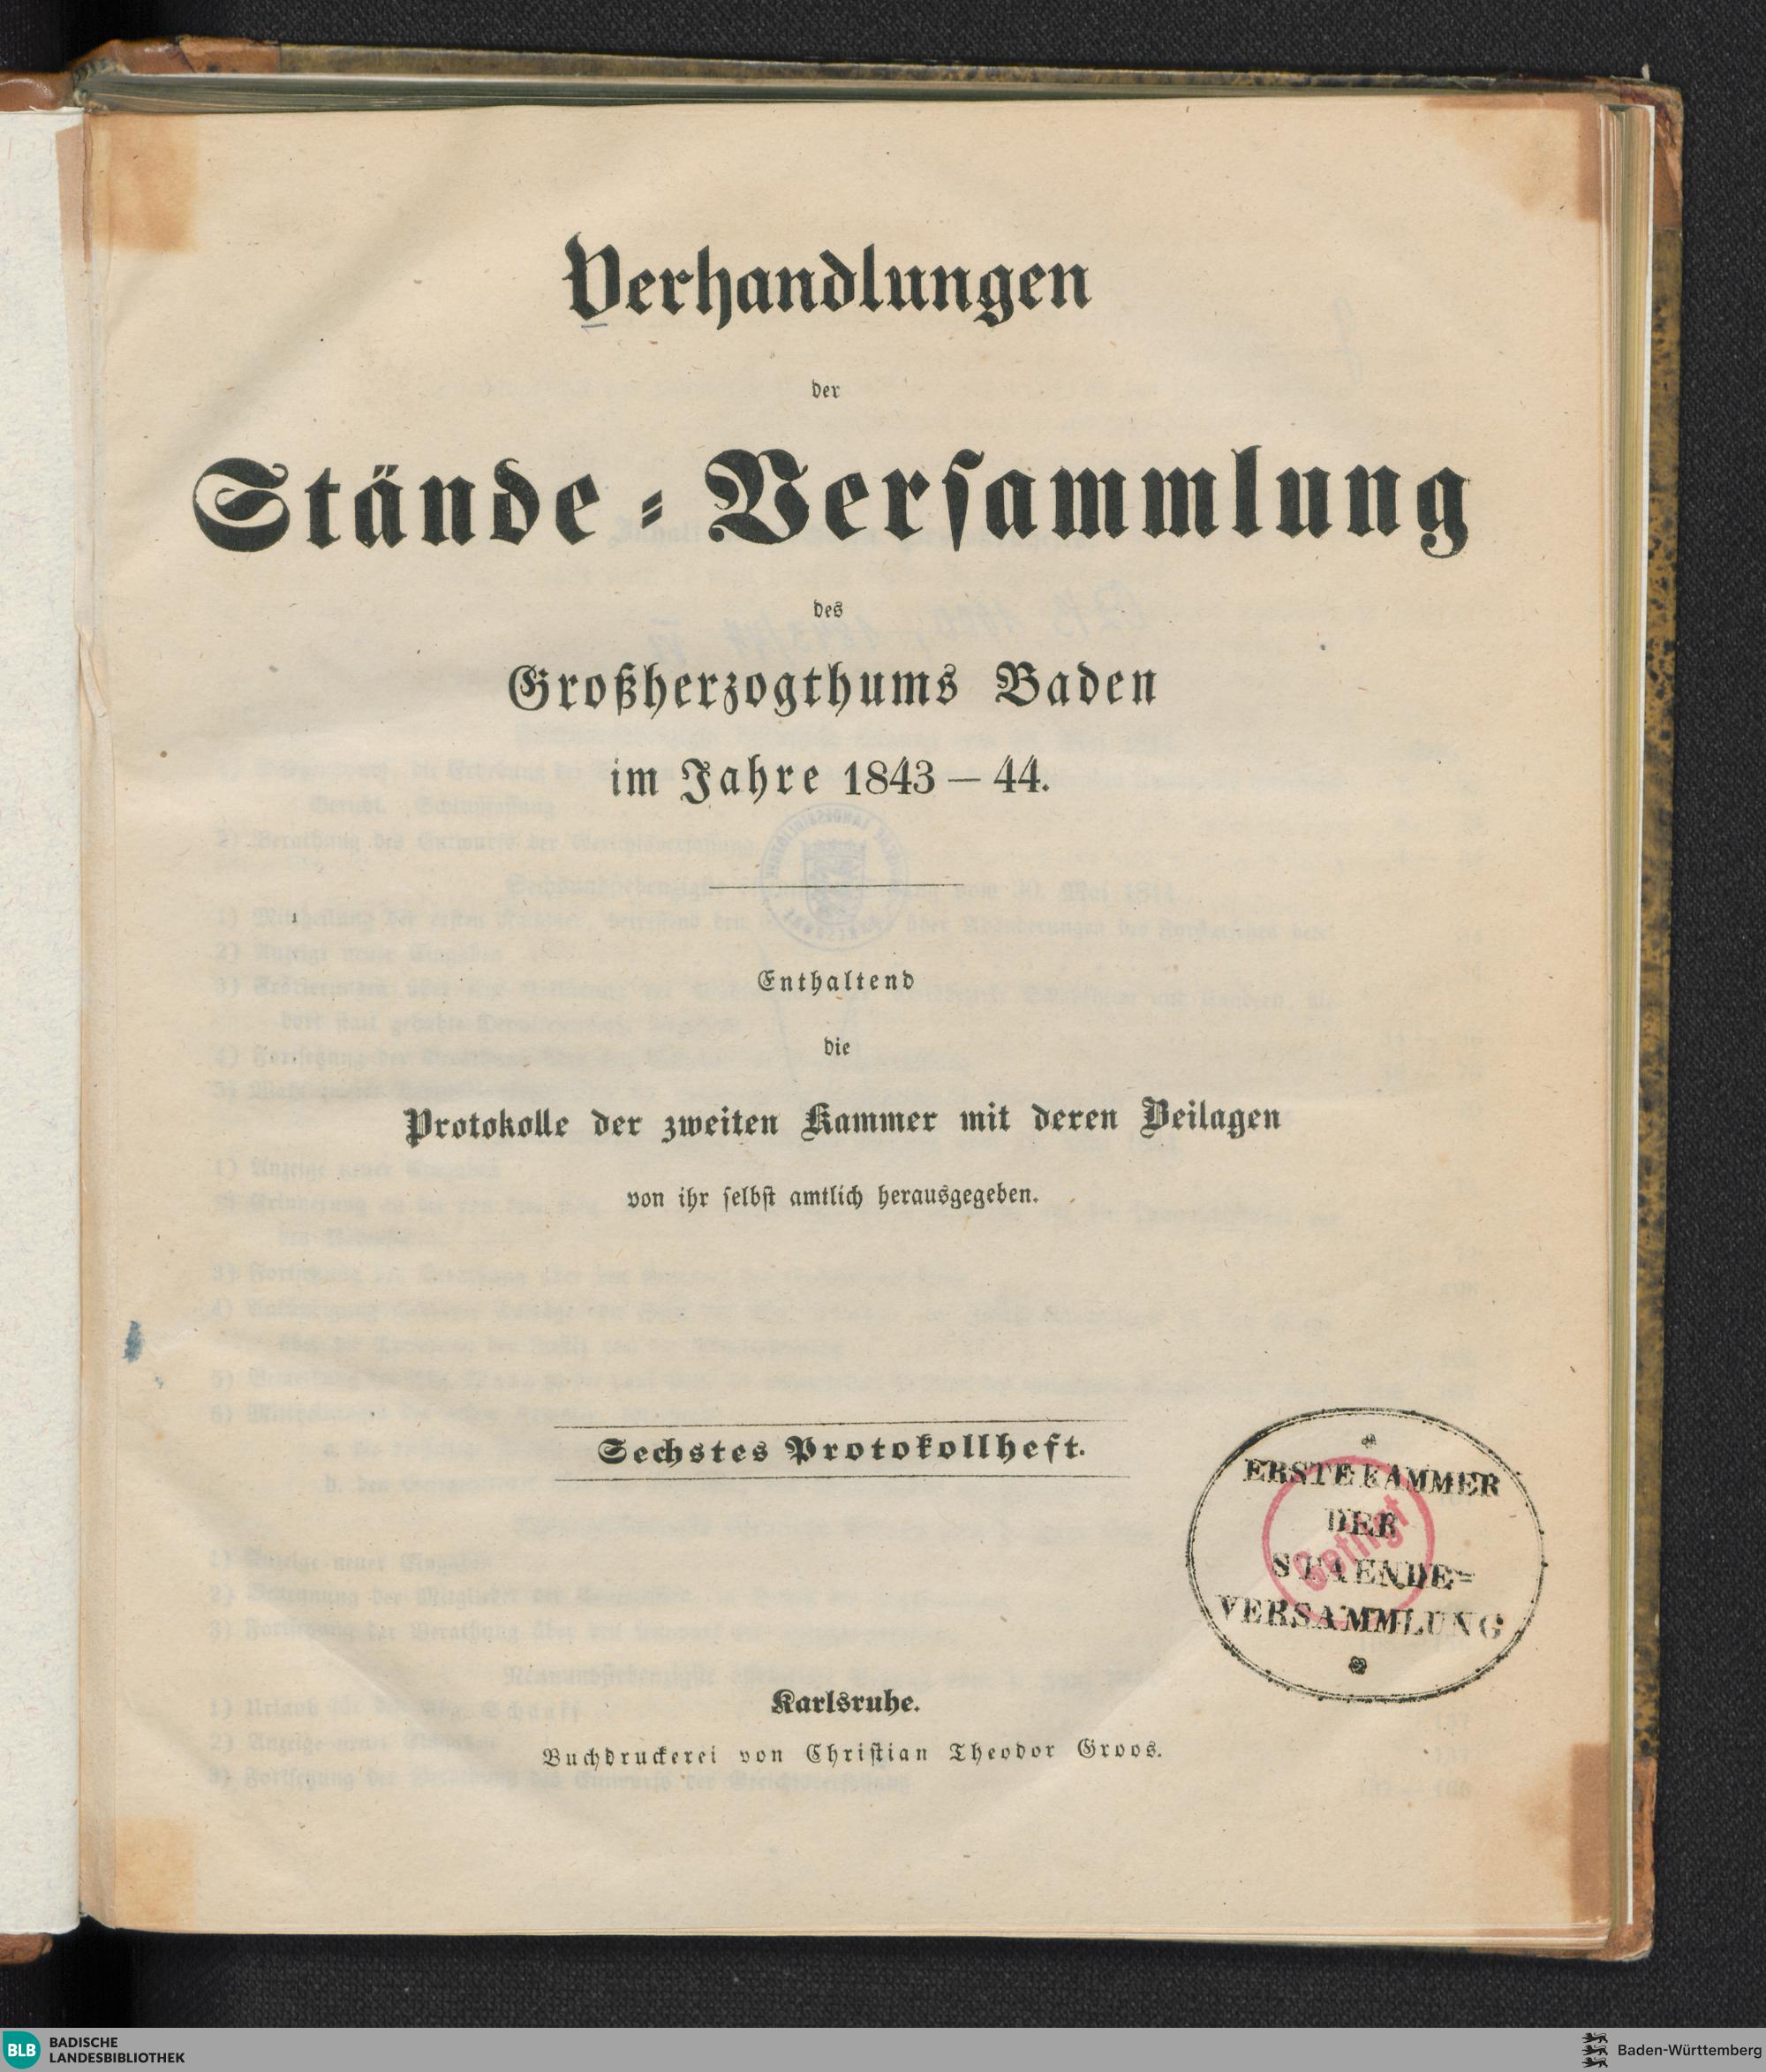 Verhandlungen
der
Stände-Versammlung
des
Großherzogthums Baden
im Jahre 1843 — 44.
Enthaltend
die
Protokolle der zweiten Kammer mit deren Beilagen
von ihr selbst amtlich herausgegeben.
Sechstes Protokollheft.
ERSTE KAMMER
DER
STAENDE=
VERSAMMLUNG
Getilgt
Karlsruhe.
Buchdruckerei von Christian Theodor Groos.
BLB BADISCHE
LANDESBIBLIOTHEK
Baden-Württemberg